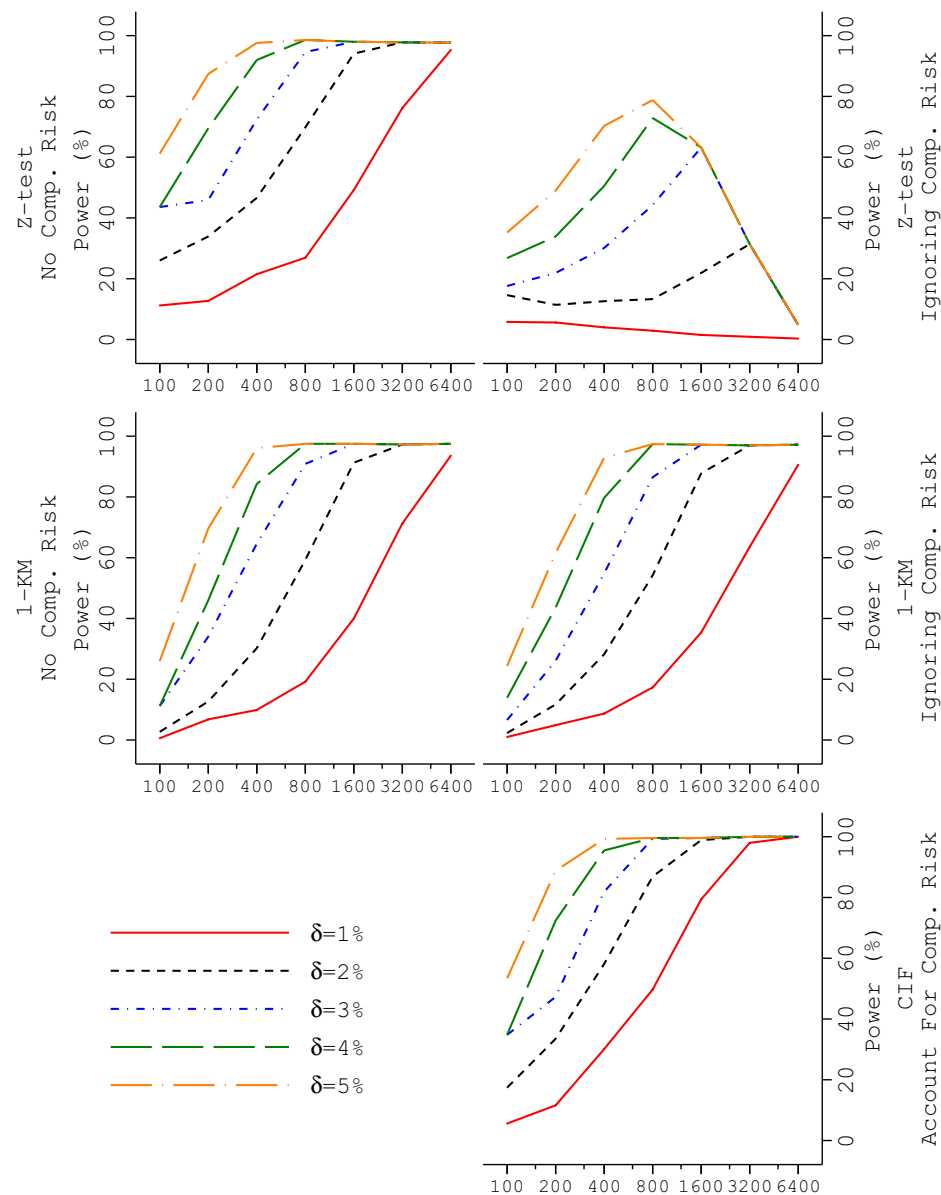 Z-test
No Comp. Risk
Power (%)
0 20 40 60 80 100
100 200 400 800 1600 3200 6400
0 20 40 60 80 100
Power (%)
Z-test
Ignoring Comp. Risk
100 200 400 800 1600 3200 6400
1-KM
No Comp. Risk
Power (%)
0 20 40 60 80 100
100 200 400 800 1600 3200 6400
0 20 40 60 80 100
Power (%)
1-KM
Ignoring Comp. Risk
100 200 400 800 1600 3200 6400
δ=1%
δ=2%
δ=3%
δ=4%
δ=5%
0 20 40 60 80 100
Power (%)
CIF
Account For Comp. Risk
100 200 400 800 1600 3200 6400